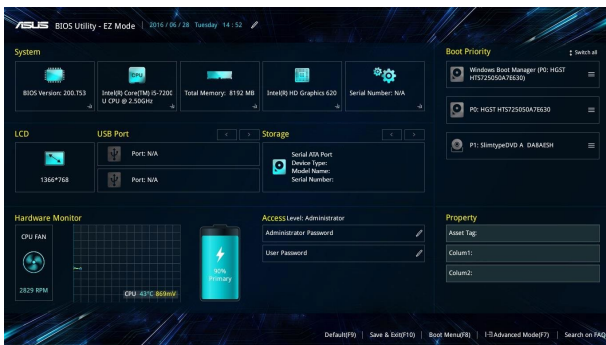 ASUS BIOS Utility - EZ Mode 2016 / 06 / 28 Tuesday 14 : 52
System
BIOS Version: 200.T53
CPU
Intel(R) Core(TM) i5-7200
U CPU @ 2.50GHz
Total Memory: 8192 MB
Intel(R) HD Graphics 620
Serial Number: N/A
Boot Priority
Switch all
Windows Boot Manager (P0: HGST
HTS725050A7E630)
P0: HGST HTS725050A7E630
P1: SlimtypeDVD A DA8AESH
LCD
1366*768
USB Port
Port: N/A
Port: N/A
Storage
Serial ATA Port
Device Type:
Model Name:
Serial Number:
Hardware Monitor
CPU FAN
2829 RPM
CPU 43°C 869mV
90%
Primary
Access Level: Administrator
Administrator Password
User Password
Property
Asset Tag:
Colum1:
Colum2:
Default(F9) | Save & Exit(F10) | Boot Menu(F8) | Advanced Mode(F7) | Search on FAQ